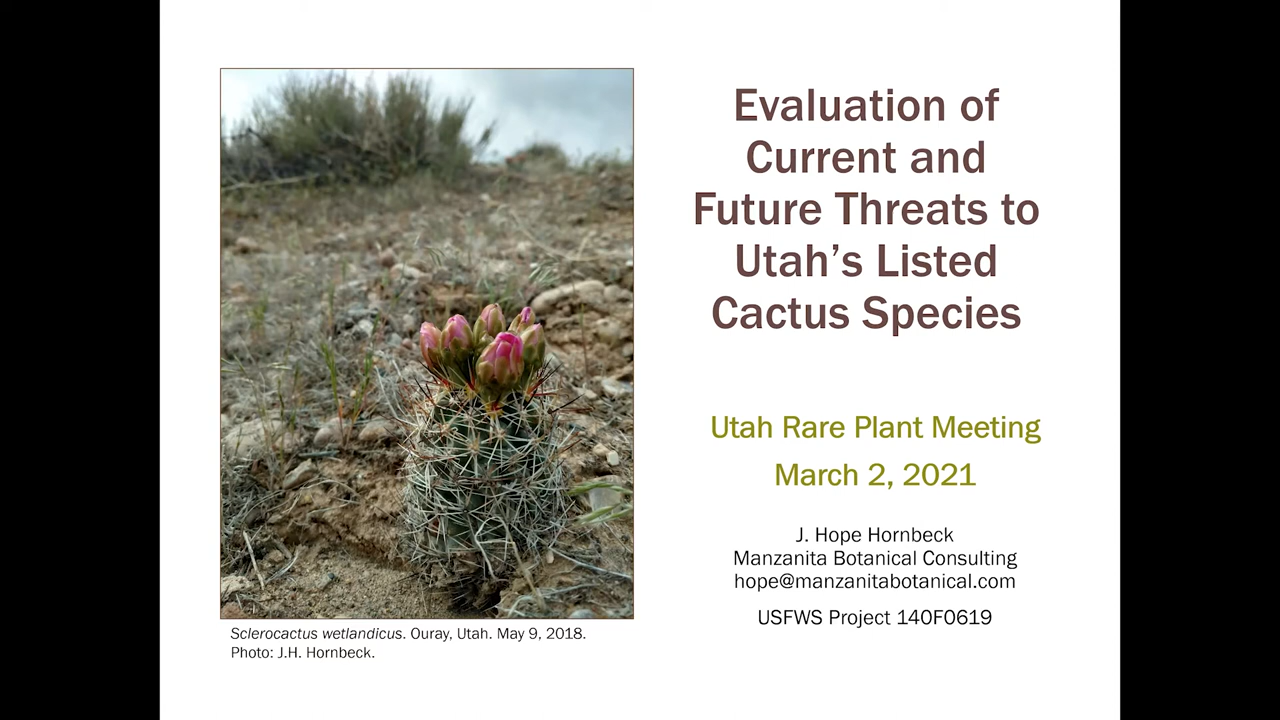 Evaluation of
Current and
Future Threats to
Utah’s Listed
Cactus Species
Utah Rare Plant Meeting
March 2, 2021
J. Hope Hornbeck
Manzanita Botanical Consulting
hope@manzanitabotanical.com
USFWS Project 140F0619
Sclerocactus wetlandicus. Ouray, Utah. May 9, 2018.
Photo: J.H. Hornbeck.